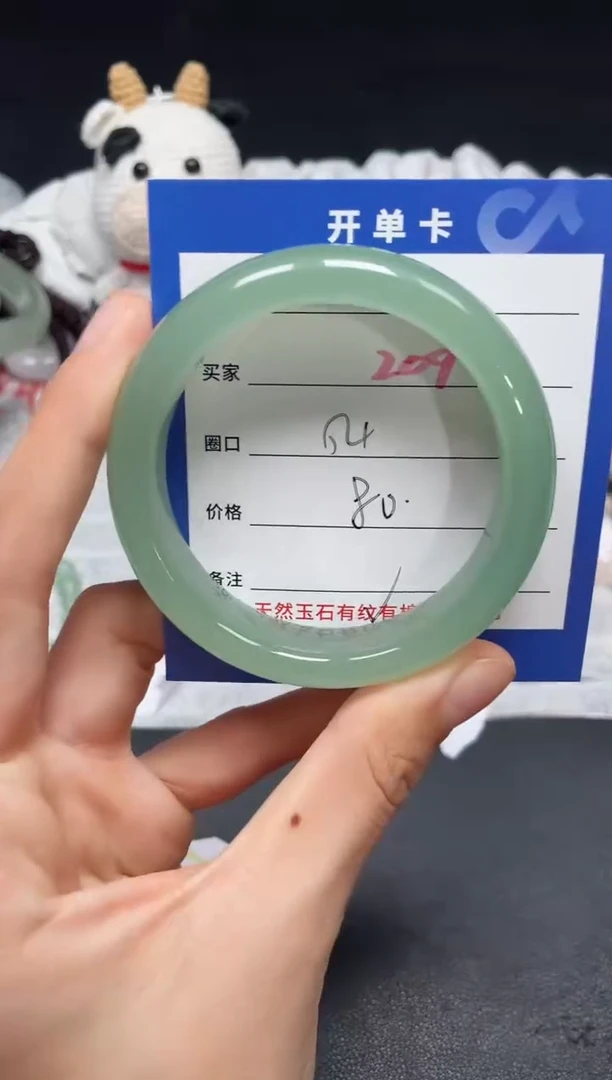 开单卡
买家 209
圈口 54
价格 80.
备注
天然玉石有纹有